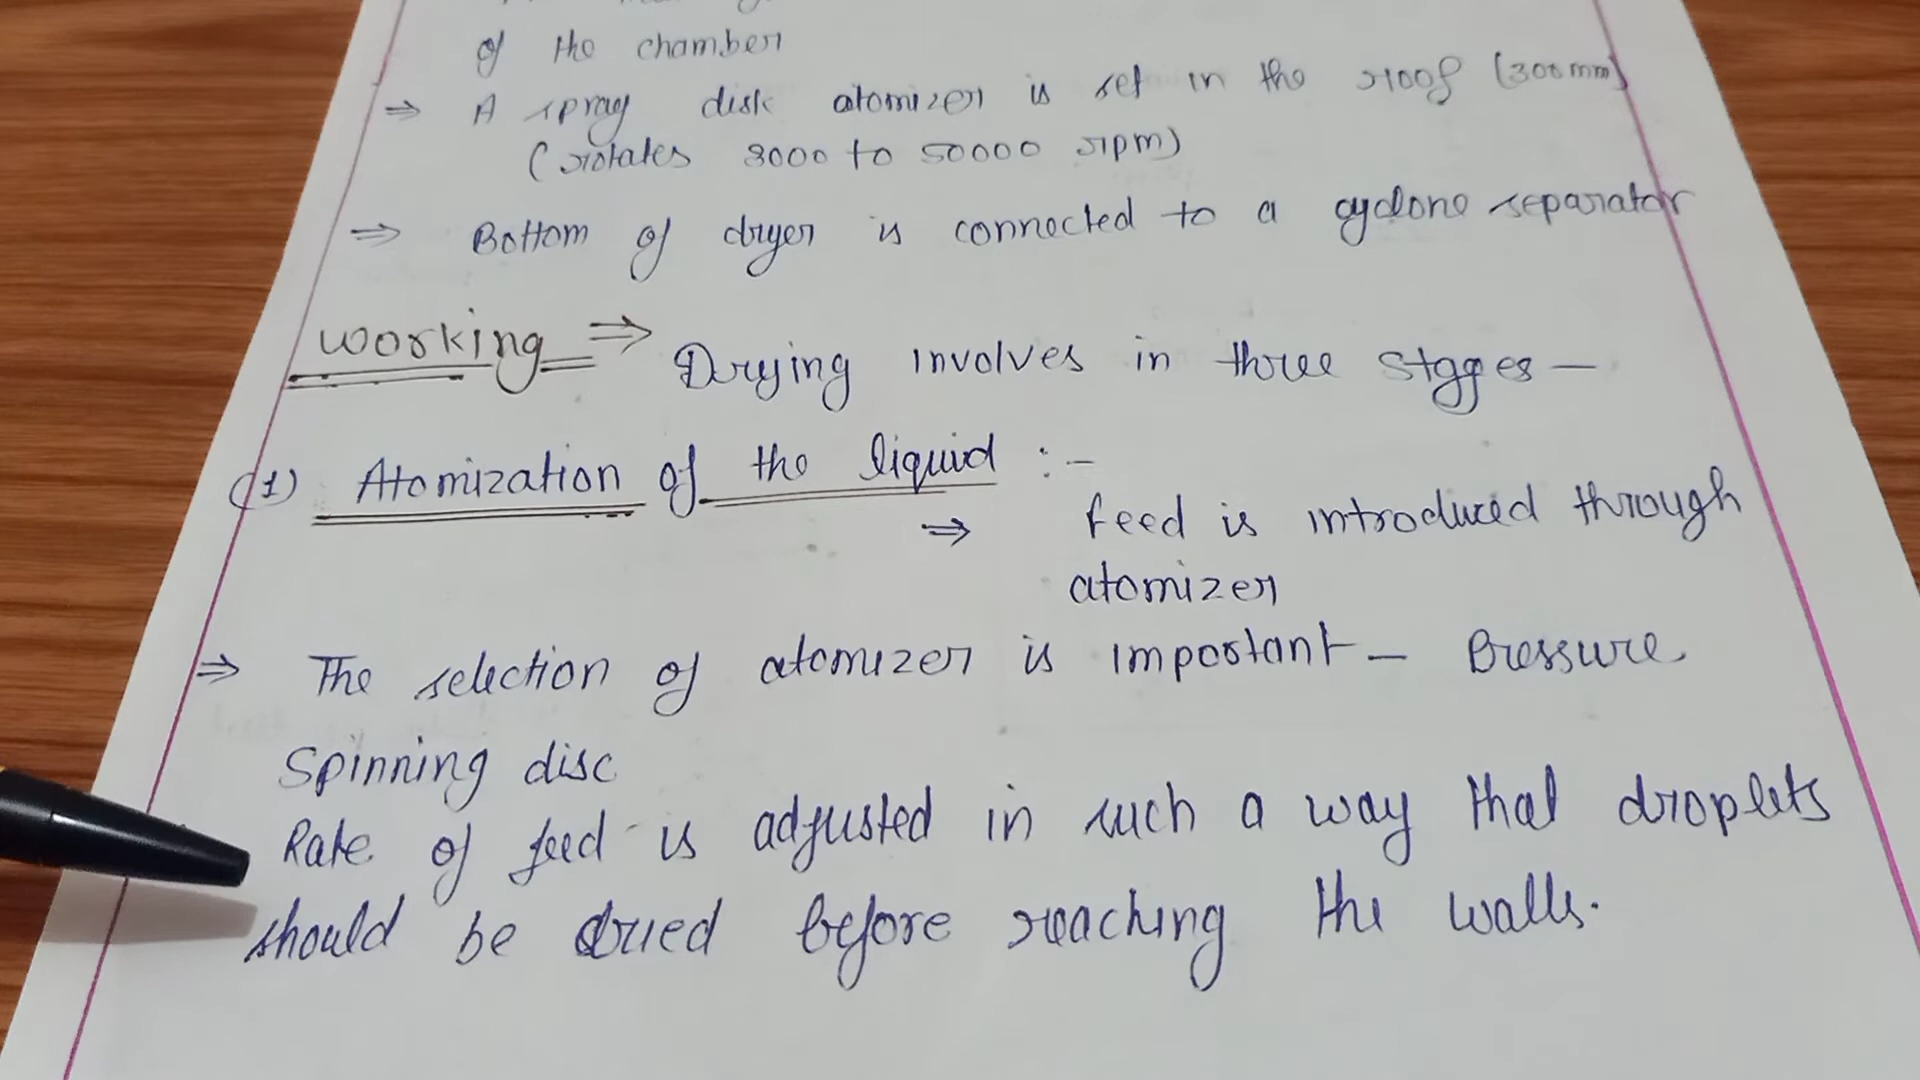 of the chamber
⇒ A spray disk atomizer is set in the roof (300mm)
(rotates 3000 to 50000 rpm)
⇒ Bottom of dryer is connected to a cyclone separator
Working ⇒ Drying involves in three stages –
(1) Atomization of the liquid :-
⇒ feed is introduced through
atomizer
⇒ The selection of atomizer is important – Pressure
Spinning disc
Rate of feed is adjusted in such a way that droplets
should be dried before reaching the walls.